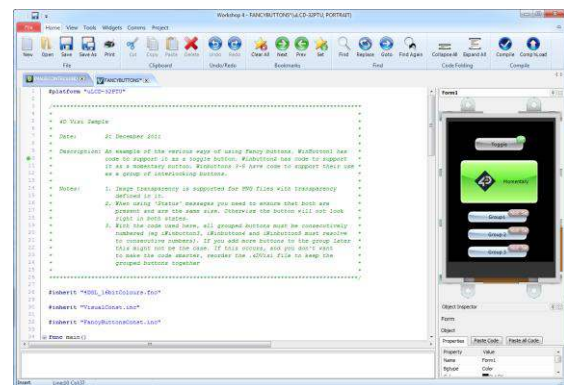 Workshop 4 - FANCYBUTTONS*(uLCD-32PTU, PORTRAIT)
File Home View Tools Widgets Comms Project
New Open Save Save As Print Cut Copy Paste Delete Undo Redo Clear All Next Prev Set Find Replace Goto Find Again Collapse All Expand All Compile Comp'nLoad
File Clipboard Undo/Redo Bookmarks Find Code Folding Compile
FANCYBUTTONS*
#platform "uLCD-32PTU"
4D Visi Sample
Date: 2: December 2011
Description: An example of the various ways of using Fancy Buttons. WinButton1 has
code to support it as a toggle button. Winbutton2 has code to support
it as a momentary button. Winbuttons 3-5 have code to support their use
as a group of interlocking buttons.
Notes: 1. Image transparency is supported for PNG files with transparency
defined in it.
2. When using 'Status' messages you need to ensure that both are
present and are the same size. Otherwise the button will not look
right in both states.
3. With the code used here, all grouped buttons must be consecutively
numbered (eg iWinbutton3, iWinbutton4 and iWinbutton5 must resolve
to consecutive numbers). If you add more buttons to the group later
this might not be the case. If this occurs, and you don't want
to make the code smarter, reorder the .4DVisi file to keep the
grouped buttons together
#inherit "4DGL_16bitColours.fnc"
#inherit "VisualConst.inc"
#inherit "FancyButtonsConst.inc"
func main()
Form1
Toggle
4D Momentary
Group1
Group 2
Group 3
Object Inspector
Form
Object
Properties Paste Code Paste all Code
Property Value
Name Form1
Bgtype Color
Insert